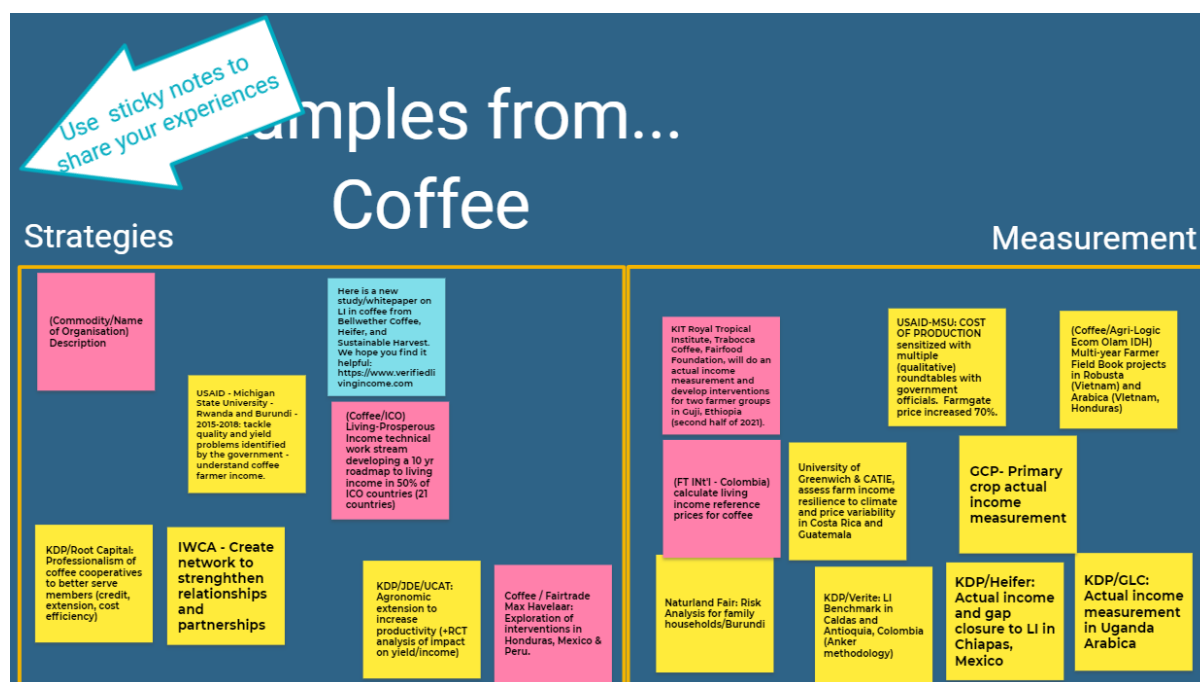 Use sticky notes to
share your experiences
amples from...
Coffee
Strategies
Measurement
(Commodity/Name
of Organisation)
Description
USAID - Michigan
State University -
Rwanda and Burundi -
2015-2018: tackle
quality and yield
problems identified
by the government -
understand coffee
farmer income.
Here is a new
study/whitepaper on
LI in coffee from
Bellwether Coffee,
Heifer, and
Sustainable Harvest.
We hope you find it
helpful:
https://www.verifiedli
vingincome.com
(Coffee/ICO)
Living-Prosperous
Income technical
work stream
developing a 10 yr
roadmap to living
income in 50% of
ICO countries (21
countries)
KDP/Root Capital:
Professionalism of
coffee cooperatives
to better serve
members (credit,
extension, cost
efficiency)
IWCA - Create
network to
strenghthen
relationships
and
partnerships
KDP/JDE/UCAT:
Agronomic
extension to
increase
productivity (+RCT
analysis of impact
on yield/income)
Coffee / Fairtrade
Max Havelaar:
Exploration of
interventions in
Honduras, Mexico &
Peru.
KIT Royal Tropical
Institute, Trabocca
Coffee, Fairfood
Foundation, will do an
actual income
measurement and
develop interventions
for two farmer groups
in Guji, Ethiopia
(second half of 2021).
USAID-MSU: COST
OF PRODUCTION
sensitized with
multiple
(qualitative)
roundtables with
government
officials. Farmgate
price increased 70%.
(Coffee/Agri-Logic
Ecom Olam IDH)
Multi-year Farmer
Field Book projects
in Robusta
(Vietnam) and
Arabica (VIetnam,
Honduras)
(FT INt'l - Colombia)
calculate living
income reference
prices for coffee
University of
Greenwich & CATIE,
assess farm income
resilience to climate
and price variability
in Costa Rica and
Guatemala
GCP- Primary
crop actual
income
measurement
Naturland Fair: Risk
Analysis for family
households/Burundi
KDP/Verite: LI
Benchmark in
Caldas and
Antioquia, Colombia
(Anker
methodology)
KDP/Heifer:
Actual income
and gap
closure to LI in
Chiapas,
Mexico
KDP/GLC:
Actual income
measurement
in Uganda
Arabica